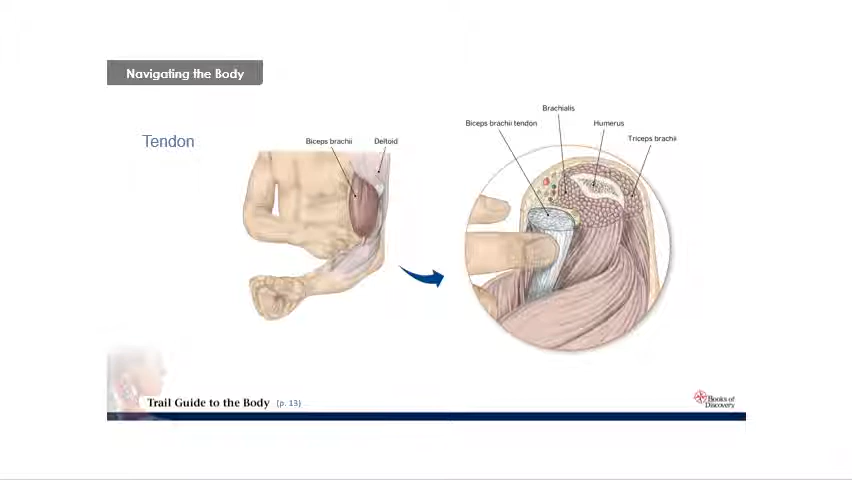 Navigating the Body
Tendon
Biceps brachii
Deltoid
Brachialis
Biceps brachii tendon
Humerus
Triceps brachii
Trail Guide to the Body (p. 13)
Books of
Discovery